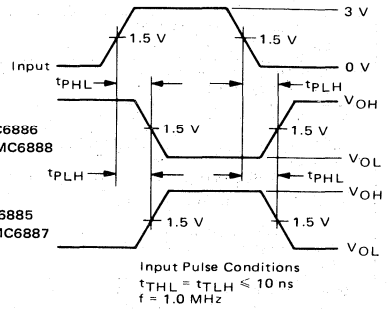 3 V
1.5 V
1.5 V
Input
0 V
tPHL
tPLH
VOH
C6886
MC6888
1.5 V
1.5 V
VOL
tPLH
tPHL
VOH
6885
MC6887
1.5 V
1.5 V
VOL
Input Pulse Conditions
tTHL = tTLH ≤ 10 ns
f = 1.0 MHz